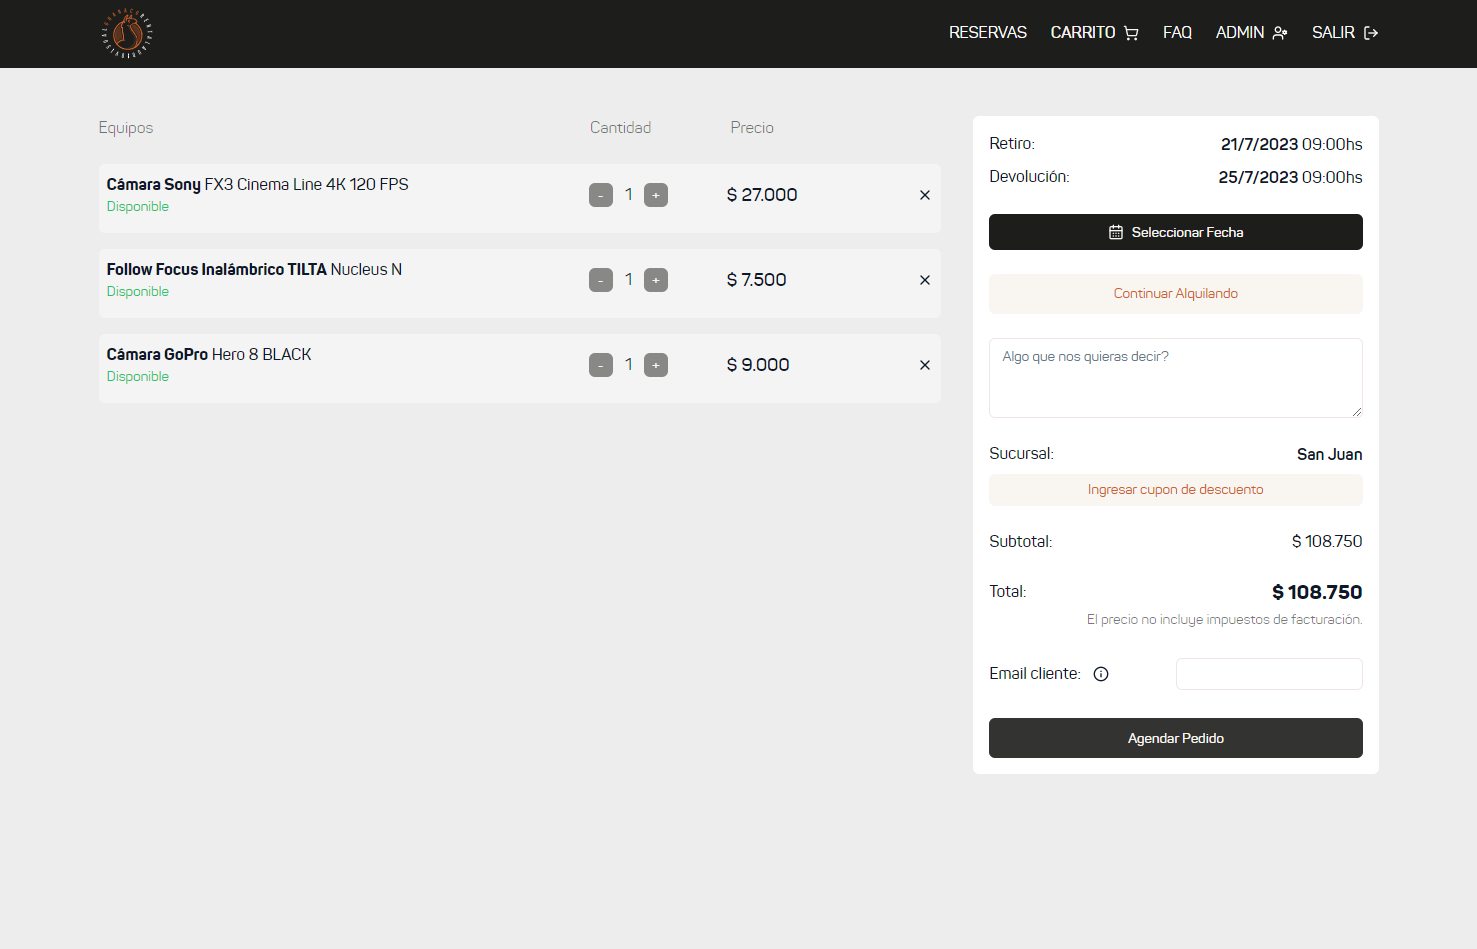 RESERVAS CARRITO FAQ ADMIN SALIR
Equipos Cantidad Precio
Cámara Sony FX3 Cinema Line 4K 120 FPS
Disponible
- 1 + $ 27.000
Follow Focus Inalámbrico TILTA Nucleus N
Disponible
- 1 + $ 7.500
Cámara GoPro Hero 8 BLACK
Disponible
- 1 + $ 9.000
Retiro: 21/7/2023 09:00hs
Devolución: 25/7/2023 09:00hs
Seleccionar Fecha
Continuar Alquilando
Algo que nos quieras decir?
Sucursal: San Juan
Ingresar cupon de descuento
Subtotal: $ 108.750
Total: $ 108.750
El precio no incluye impuestos de facturación.
Email cliente:
Agendar Pedido